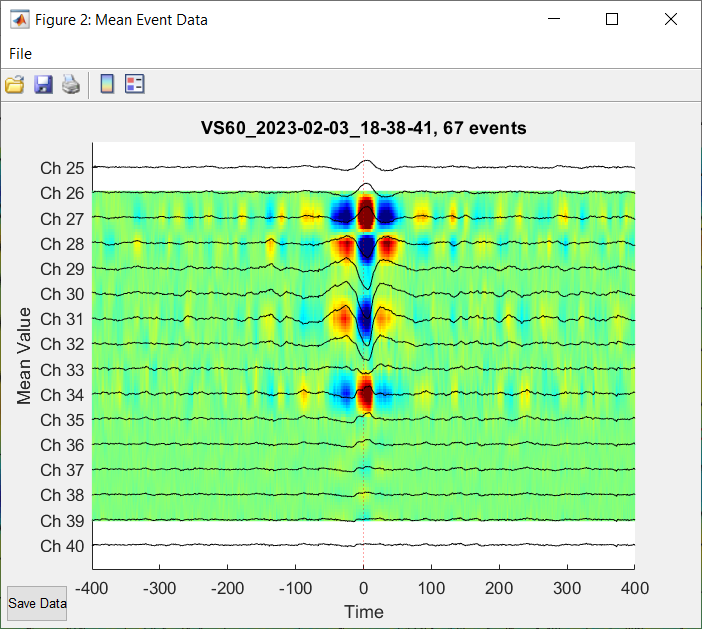 Figure 2: Mean Event Data
File
VS60_2023-02-03_18-38-41, 67 events
Mean Value
Ch 25
Ch 26
Ch 27
Ch 28
Ch 29
Ch 30
Ch 31
Ch 32
Ch 33
Ch 34
Ch 35
Ch 36
Ch 37
Ch 38
Ch 39
Ch 40
-400 -300 -200 -100 0 100 200 300 400
Time
Save Data